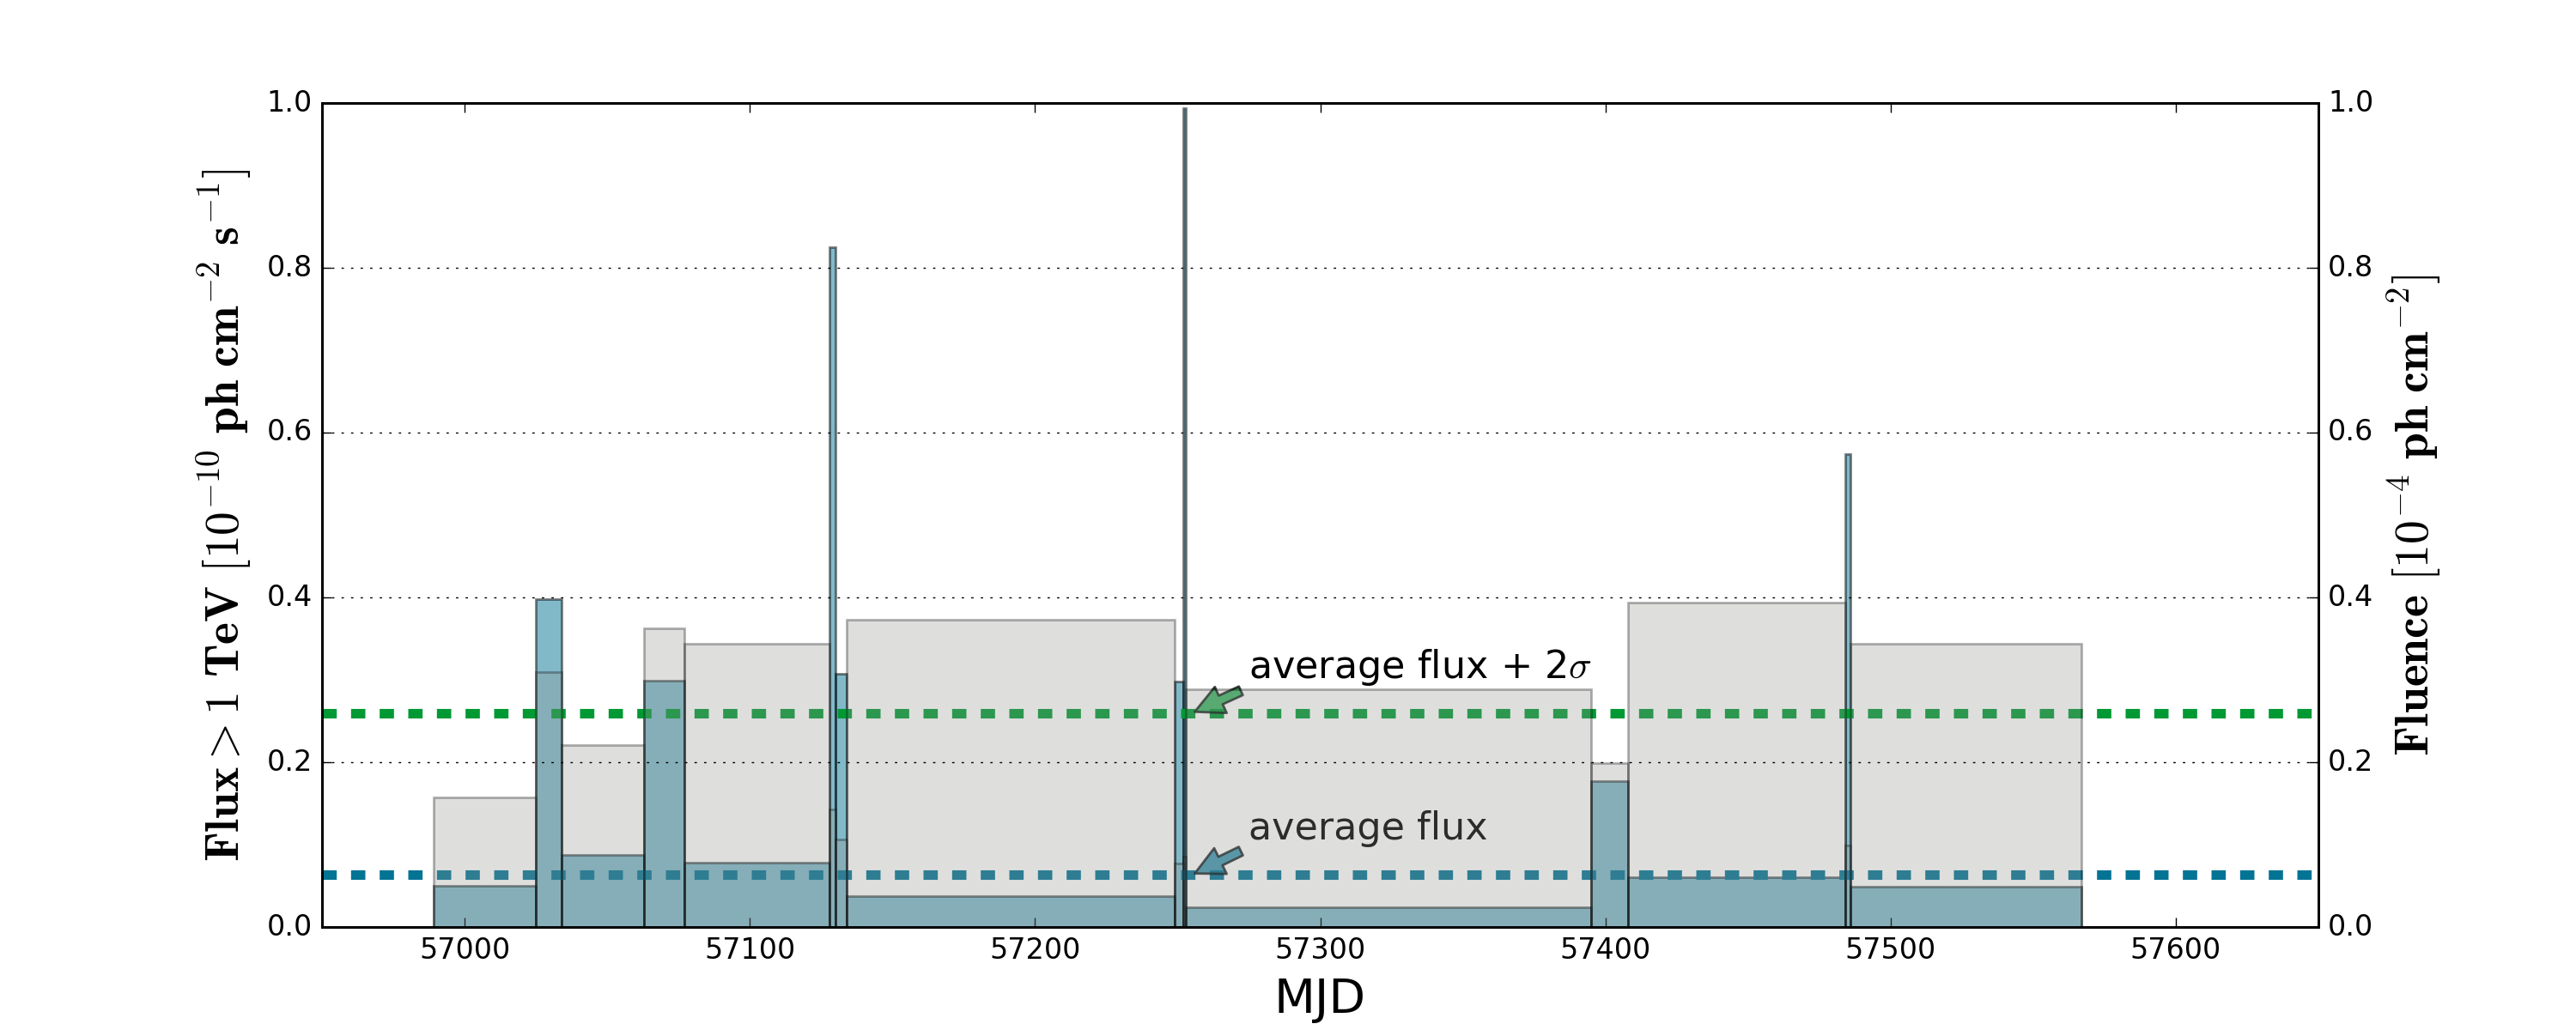 Flux > 1 TeV [10⁻¹⁰ ph cm⁻² s⁻¹]
1.0
0.8
0.6
0.4
0.2
0.0
average flux + 2σ
average flux
1.0
0.8
0.6
0.4
0.2
0.0
Fluence [10⁻⁴ ph cm⁻²]
57000 57100 57200 57300 57400 57500 57600
MJD